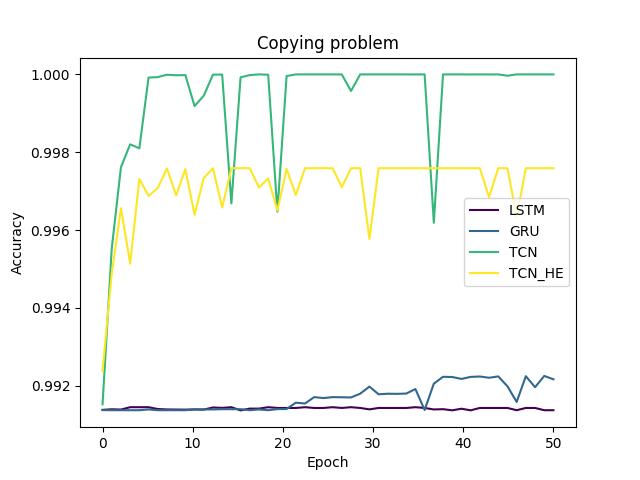 Copying problem
1.000
0.998
0.996
0.994
0.992
Accuracy
LSTM
GRU
TCN
TCN_HE
0 10 20 30 40 50
Epoch